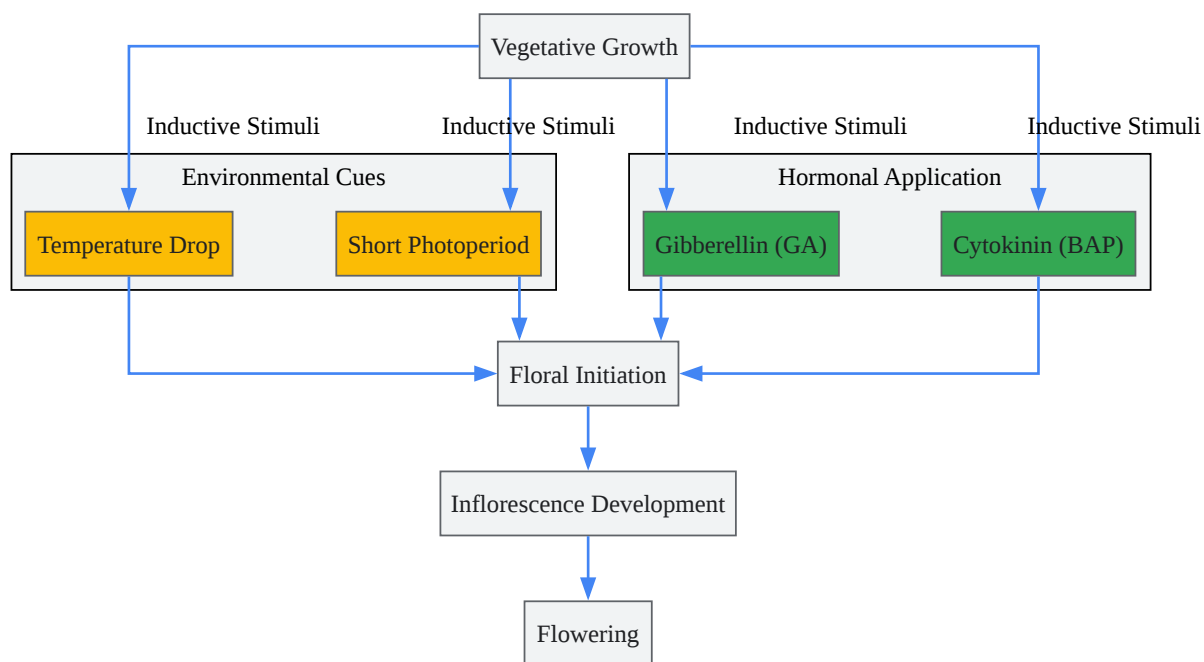 Vegetative Growth
Inductive Stimuli
Inductive Stimuli
Inductive Stimuli
Inductive Stimuli
Environmental Cues
Hormonal Application
Temperature Drop
Short Photoperiod
Gibberellin (GA)
Cytokinin (BAP)
Floral Initiation
Inflorescence Development
Flowering